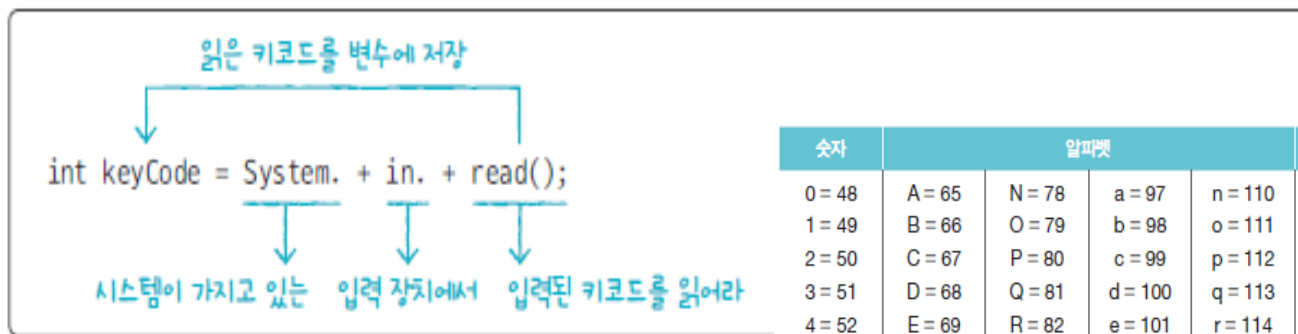 읽은 키코드를 변수에 저장
int keyCode = System. + in. + read();
시스템이 가지고 있는 입력 장치에서 입력된 키코드를 읽어라
숫자 알파벳
0 = 48 A = 65 N = 78 a = 97 n = 110
1 = 49 B = 66 O = 79 b = 98 o = 111
2 = 50 C = 67 P = 80 c = 99 p = 112
3 = 51 D = 68 Q = 81 d = 100 q = 113
4 = 52 E = 69 R = 82 e = 101 r = 114